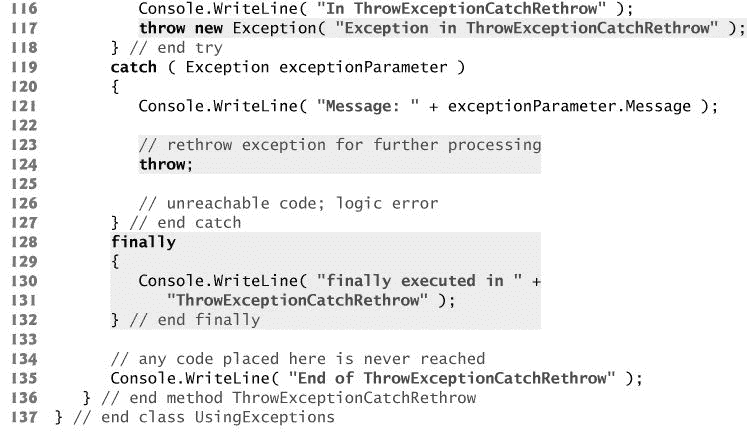 116 Console.WriteLine( "In ThrowExceptionCatchRethrow" );
117 throw new Exception( "Exception in ThrowExceptionCatchRethrow" );
118 } // end try
119 catch ( Exception exceptionParameter )
120 {
121 Console.WriteLine( "Message: " + exceptionParameter.Message );
122
123 // rethrow exception for further processing
124 throw;
125
126 // unreachable code; logic error
127 } // end catch
128 finally
129 {
130 Console.WriteLine( "finally executed in " +
131 "ThrowExceptionCatchRethrow" );
132 } // end finally
133
134 // any code placed here is never reached
135 Console.WriteLine( "End of ThrowExceptionCatchRethrow" );
136 } // end method ThrowExceptionCatchRethrow
137 } // end class UsingExceptions